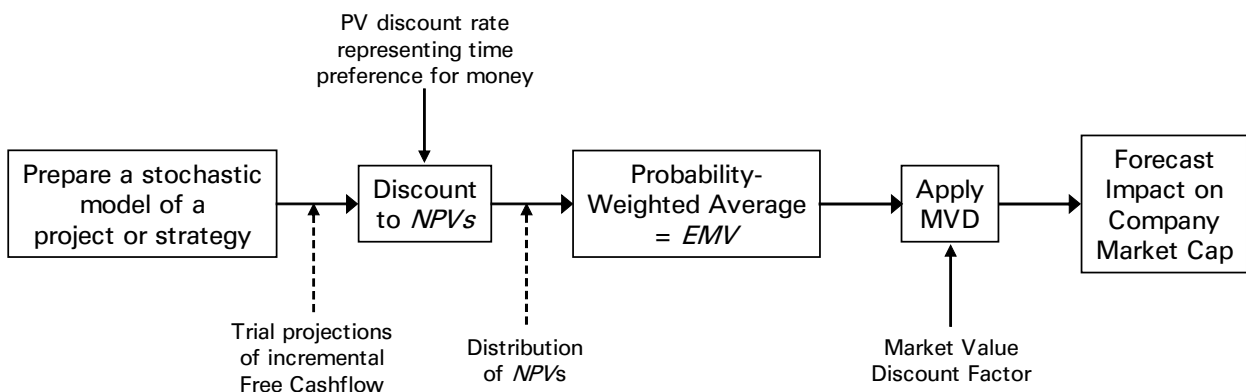 PV discount rate
representing time
preference for money
Prepare a stochastic
model of a
project or strategy
Discount
to NPVs
Probability-
Weighted Average
= EMV
Apply
MVD
Forecast
Impact on
Company
Market Cap
Trial projections
of incremental
Free Cashflow
Distribution
of NPVs
Market Value
Discount Factor